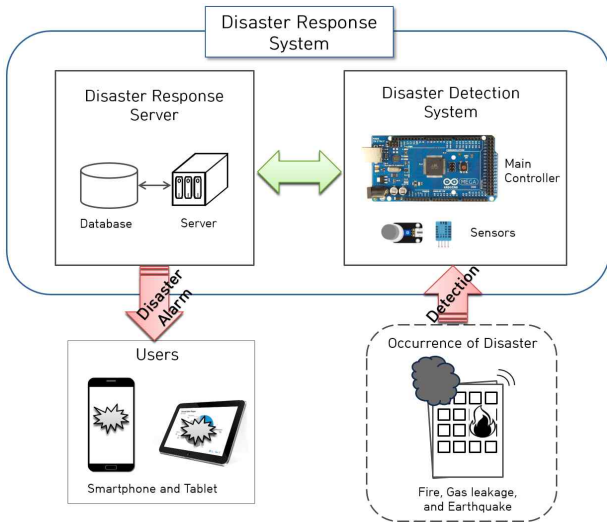 Disaster Response
System
Disaster Response
Server
Database
Server
Disaster Detection
System
Main
Controller
MEGA
Sensors
Disaster
Alarm
Detection
Users
Smartphone and Tablet
Occurrence of Disaster
Fire, Gas leakage,
and Earthquake